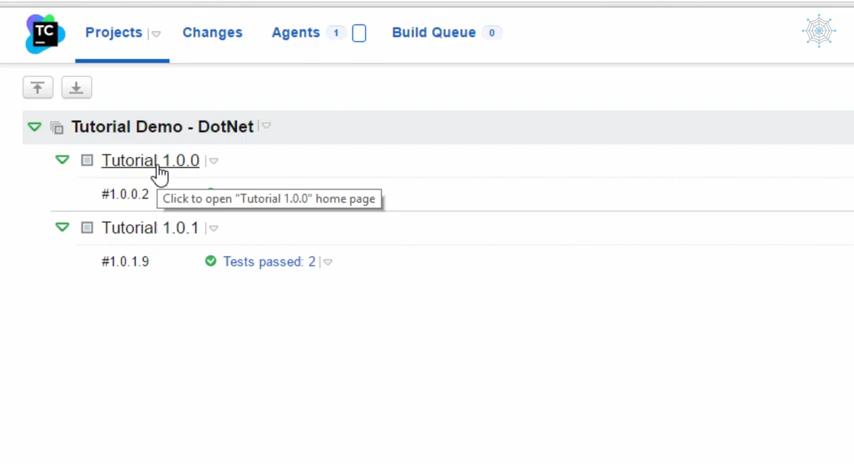 TC
Projects Changes Agents 1 Build Queue 0
Tutorial Demo - DotNet
Tutorial 1.0.0
#1.0.0.2
Click to open "Tutorial 1.0.0" home page
Tutorial 1.0.1
#1.0.1.9 Tests passed: 2